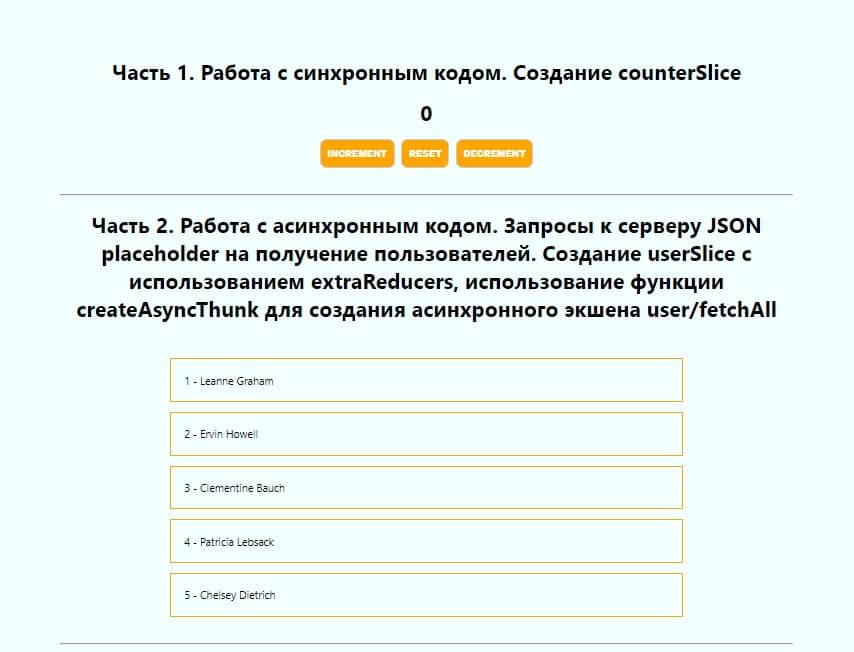 Часть 1. Работа с синхронным кодом. Создание counterSlice
0
INCREMENT RESET DECREMENT
Часть 2. Работа с асинхронным кодом. Запросы к серверу JSON
placeholder на получение пользователей. Создание userSlice с
использованием extraReducers, использование функции
createAsyncThunk для создания асинхронного экшена user/fetchAll
1 - Leanne Graham
2 - Ervin Howell
3 - Clementine Bauch
4 - Patricia Lebsack
5 - Chelsey Dietrich